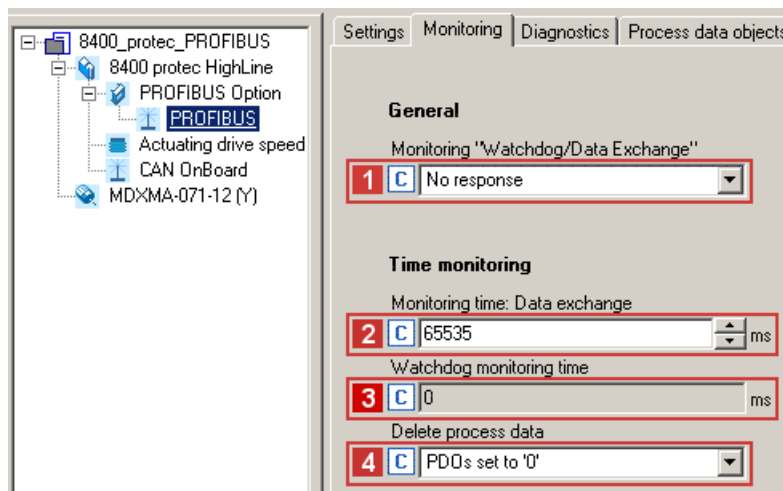 8400_protec_PROFIBUS
8400 protec HighLine
PROFIBUS Option
PROFIBUS
Actuating drive speed
CAN OnBoard
MDXMA-071-12 (Y)
Settings Monitoring Diagnostics Process data objects
General
Monitoring "Watchdog/Data Exchange"
1 C No response
Time monitoring
Monitoring time: Data exchange
2 C 65535 ms
Watchdog monitoring time
3 C 0 ms
Delete process data
4 C PDOs set to '0'